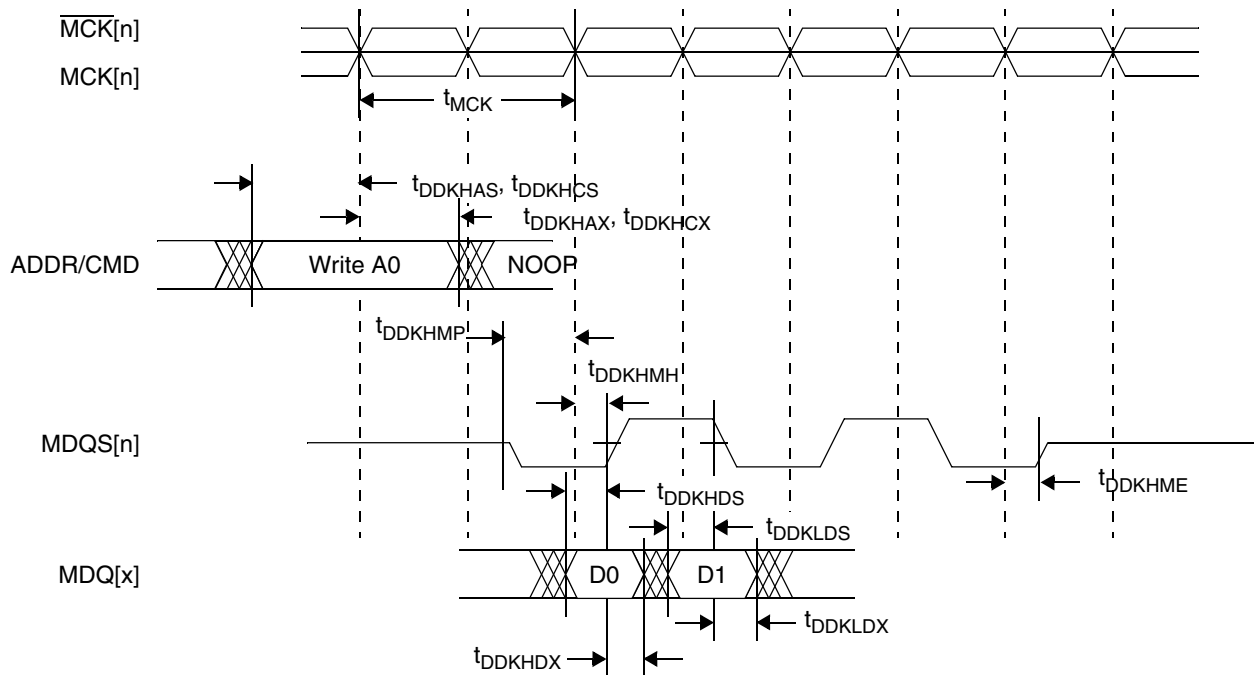 MCK[n]
MCK[n]
tMCK
tDDKHAS, tDDKHCS
tDDKHAX, tDDKHCX
ADDR/CMD
Write A0
NOOP
tDDKHMP
tDDKHMH
MDQS[n]
tDDKHME
tDDKHDS
tDDKLDS
MDQ[x]
D0
D1
tDDKLDX
tDDKHDX